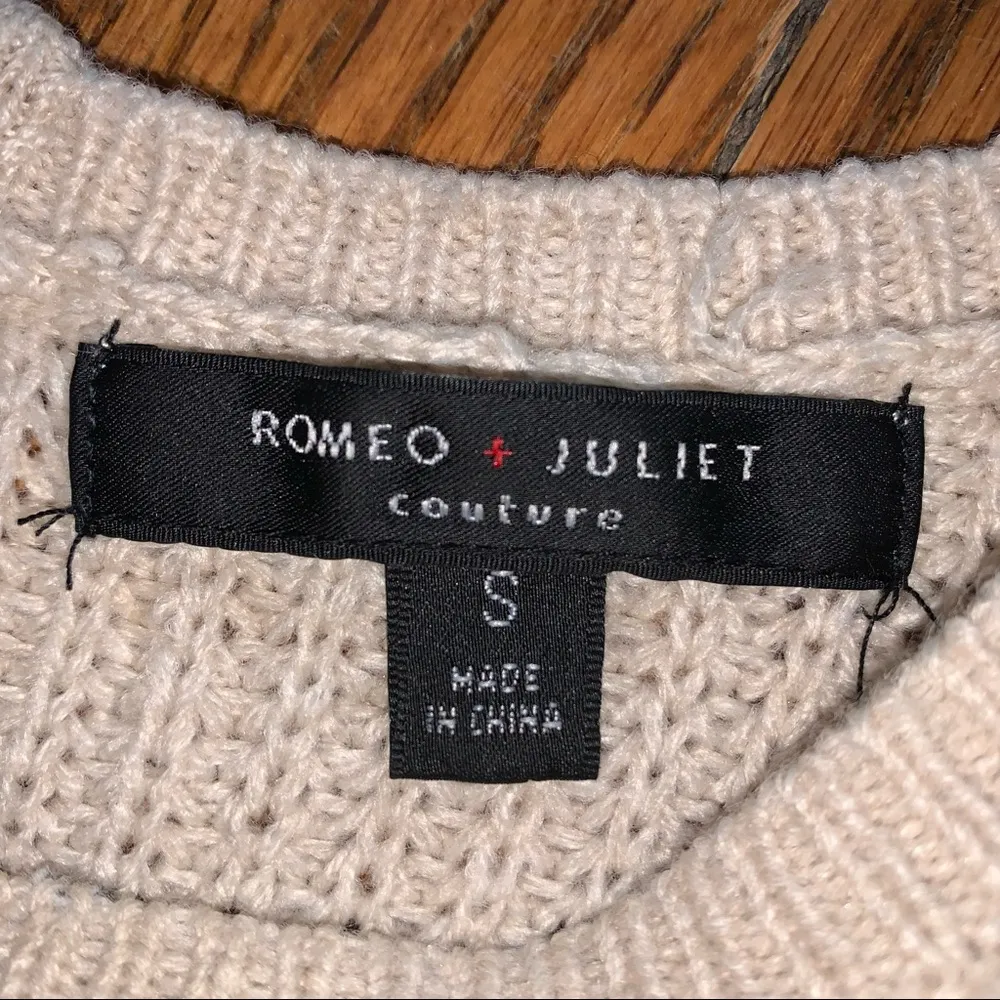 ROMEO + JULIET
couture
S
MADE
IN CHINA